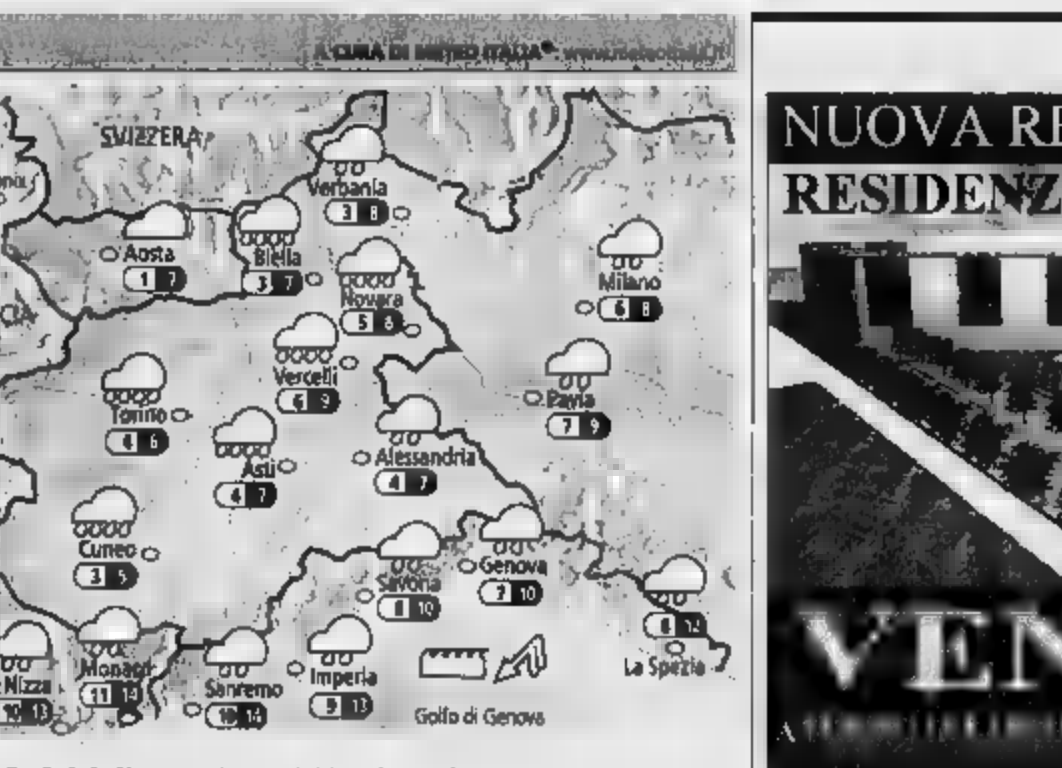 A CURA DI METEO ITALIA
SVIZZERA
Verbania
3 8
Aosta
1 7
Biella
3 7
Novara
5 6
Milano
6 8
Vercelli
6 9
Torino
4 6
Pavia
7 9
Asti
4 7
Alessandria
4 7
Cuneo
3 5
Savona
8 10
Genova
7 10
La Spezia
Nizza
10 13
Monaco
11 14
Sanremo
10 14
Imperia
9 13
Golfo di Genova
NUOVA
RESIDENZ
VEN
A